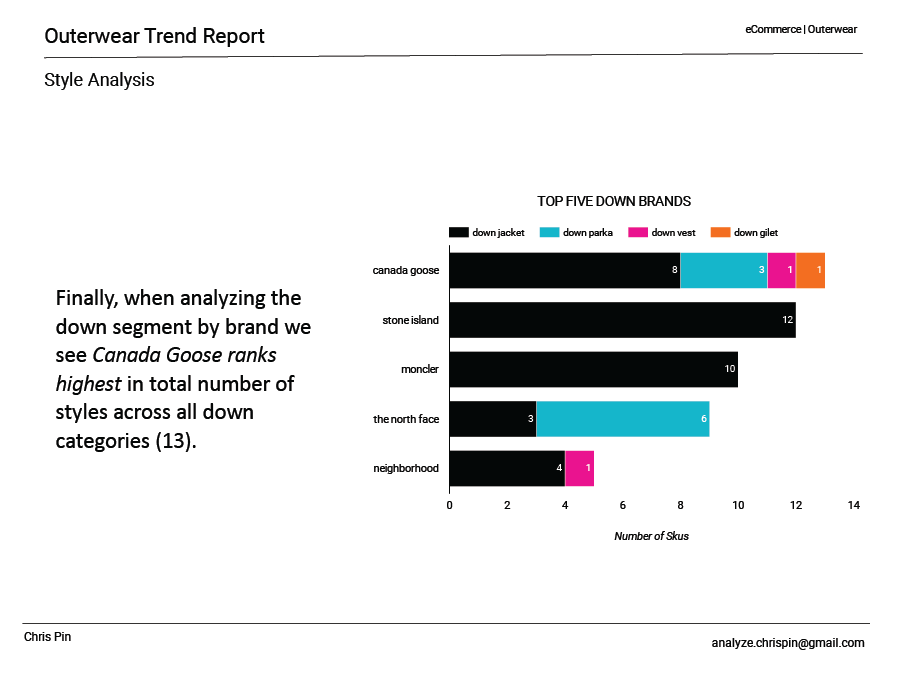 Outerwear Trend Report
eCommerce | Outerwear
Style Analysis
Finally, when analyzing the
down segment by brand we
see Canada Goose ranks
highest in total number of
styles across all down
categories (13).
TOP FIVE DOWN BRANDS
down jacket down parka down vest down gilet
canada goose 8 3 1 1
stone island 12
moncler 10
the north face 3 6
neighborhood 4 1
0 2 4 6 8 10 12 14
Number of Skus
Chris Pin
analyze.chrispin@gmail.com